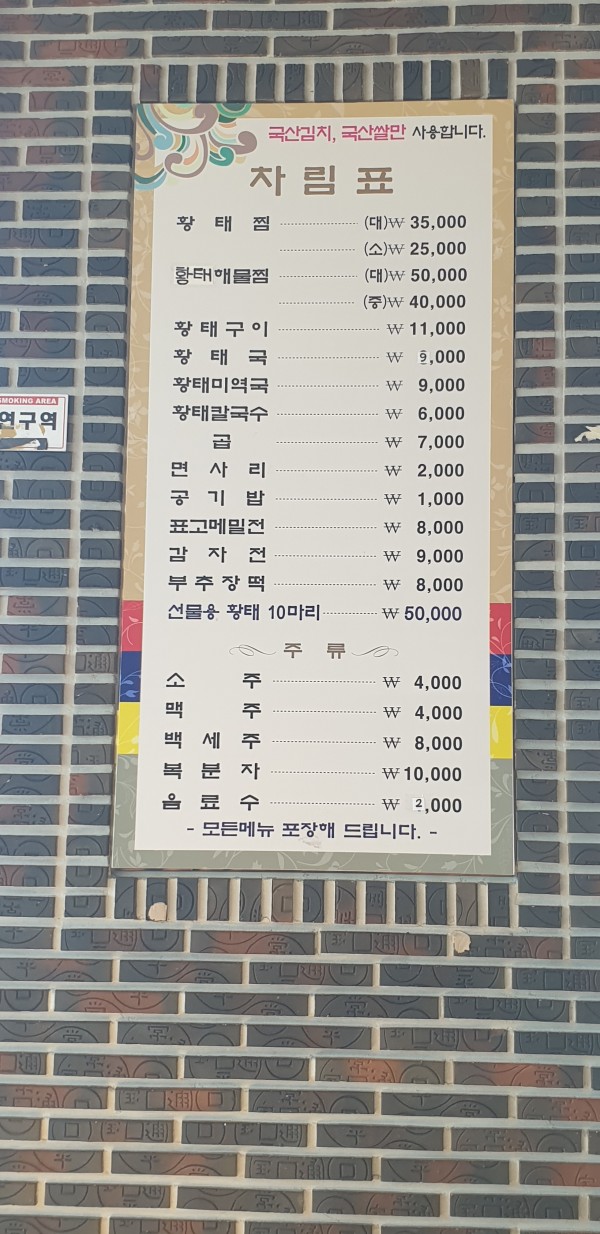 국산김치, 국산쌀만 사용합니다.
차림표
황태찜 (대)₩ 35,000
(소)₩ 25,000
황태해물찜 (대)₩ 50,000
(중)₩ 40,000
황태구이 ₩ 11,000
황태국 ₩ 9,000
황태미역국 ₩ 9,000
황태칼국수 ₩ 6,000
곱 ₩ 7,000
면사리 ₩ 2,000
공기밥 ₩ 1,000
표고메밀전 ₩ 8,000
감자전 ₩ 9,000
부추장떡 ₩ 8,000
선물용 황태 10마리 ₩ 50,000
주류
소주 ₩ 4,000
맥주 ₩ 4,000
백세주 ₩ 8,000
복분자 ₩ 10,000
음료수 ₩ 2,000
- 모든메뉴 포장해 드립니다. -
SMOKING AREA
연구역